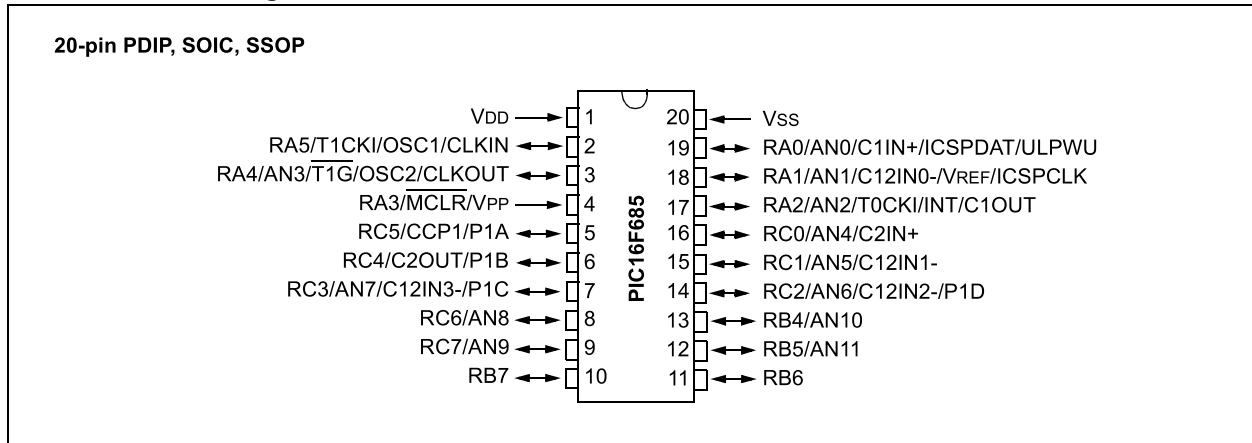 20-pin PDIP, SOIC, SSOP
VDD 1 20 VSS
RA5/T1CKI/OSC1/CLKIN 2 19 RA0/AN0/C1IN+/ICSPDAT/ULPWU
RA4/AN3/T1G/OSC2/CLKOUT 3 18 RA1/AN1/C12IN0-/VREF/ICSPCLK
RA3/MCLR/VPP 4 17 RA2/AN2/T0CKI/INT/C1OUT
RC5/CCP1/P1A 5 16 RC0/AN4/C2IN+
RC4/C2OUT/P1B 6 15 RC1/AN5/C12IN1-
RC3/AN7/C12IN3-/P1C 7 14 RC2/AN6/C12IN2-/P1D
RC6/AN8 8 13 RB4/AN10
RC7/AN9 9 12 RB5/AN11
RB7 10 11 RB6
PIC16F685